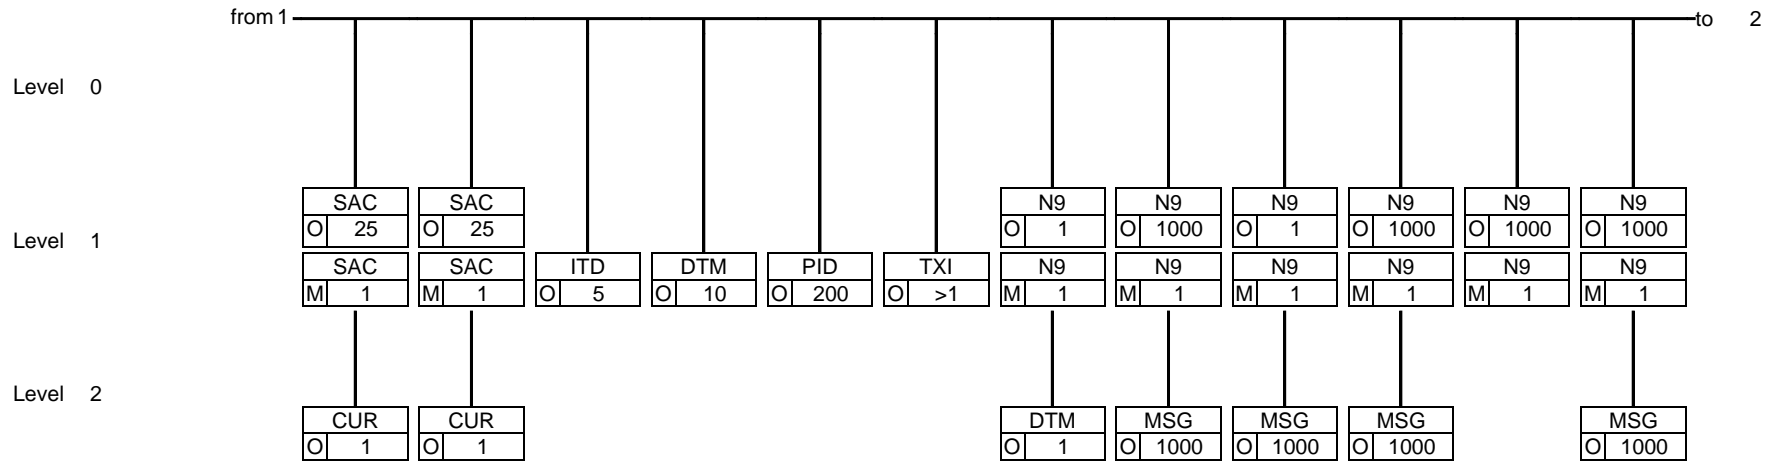 from 1 to 2
Level 0
SAC SAC N9 N9 N9 N9 N9 N9
O 25 O 25 O 1 O 1000 O 1 O 1000 O 1000 O 1000
Level 1
SAC SAC ITD DTM PID TXI N9 N9 N9 N9 N9 N9
M 1 M 1 O 5 O 10 O 200 O >1 M 1 M 1 M 1 M 1 M 1 M 1
Level 2
CUR CUR DTM MSG MSG MSG MSG
O 1 O 1 O 1 O 1000 O 1000 O 1000 O 1000